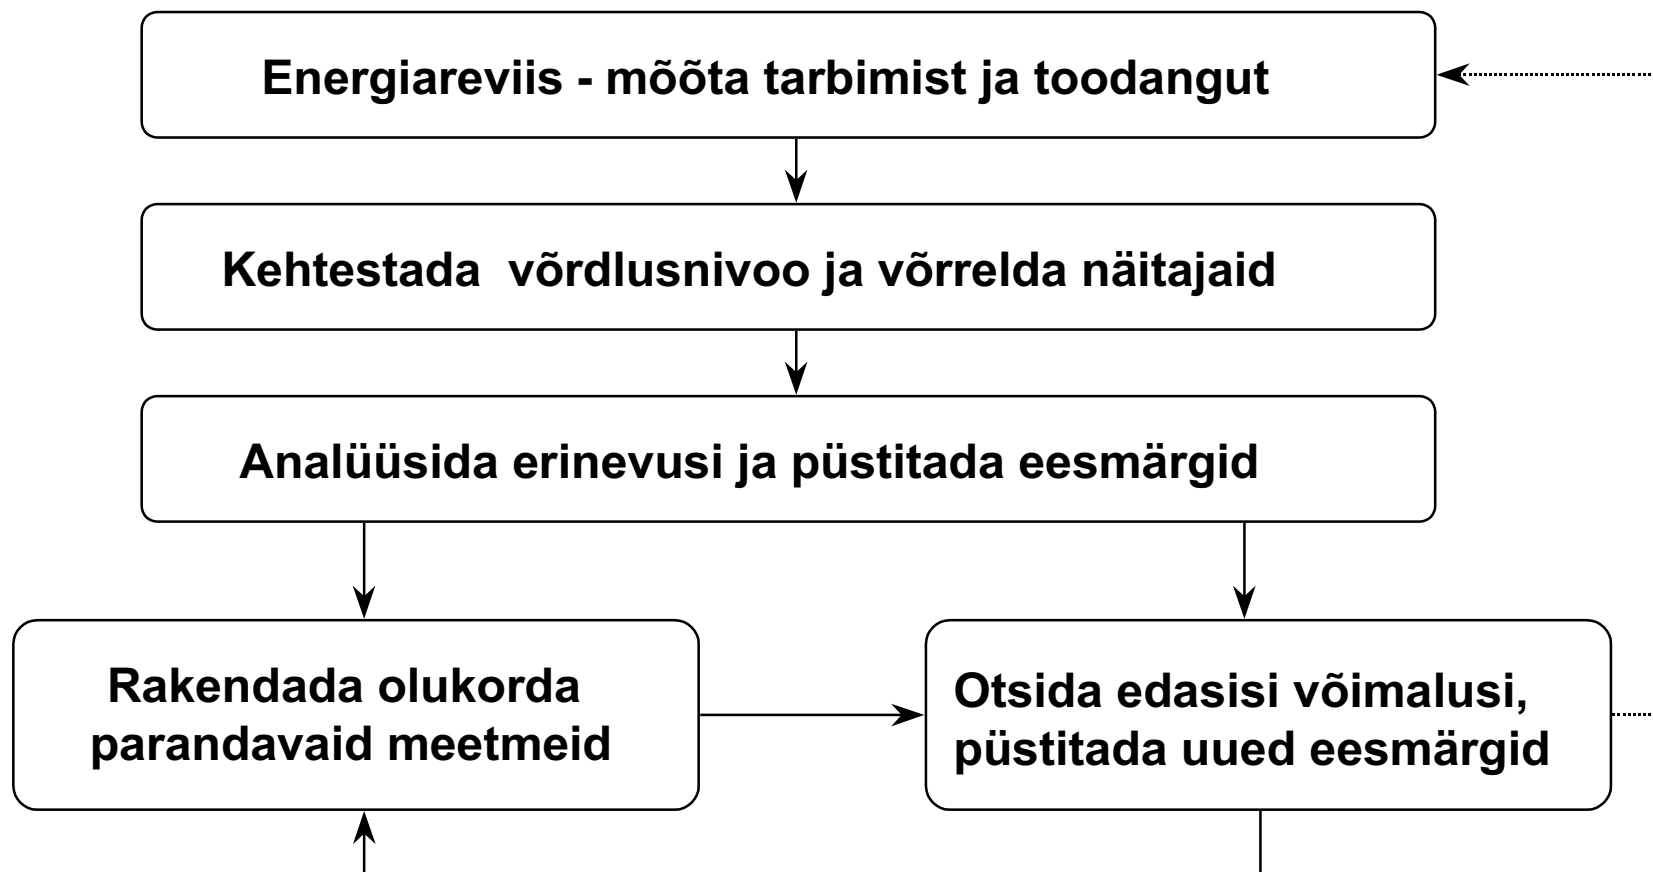 Energiareviis - mõõta tarbimist ja toodangut
Kehtestada võrdlusnivoo ja võrrelda näitajaid
Analüüsida erinevusi ja püstitada eesmärgid
Rakendada olukorda
parandavaid meetmeid
Otsida edasisi võimalusi,
püstitada uued eesmärgid